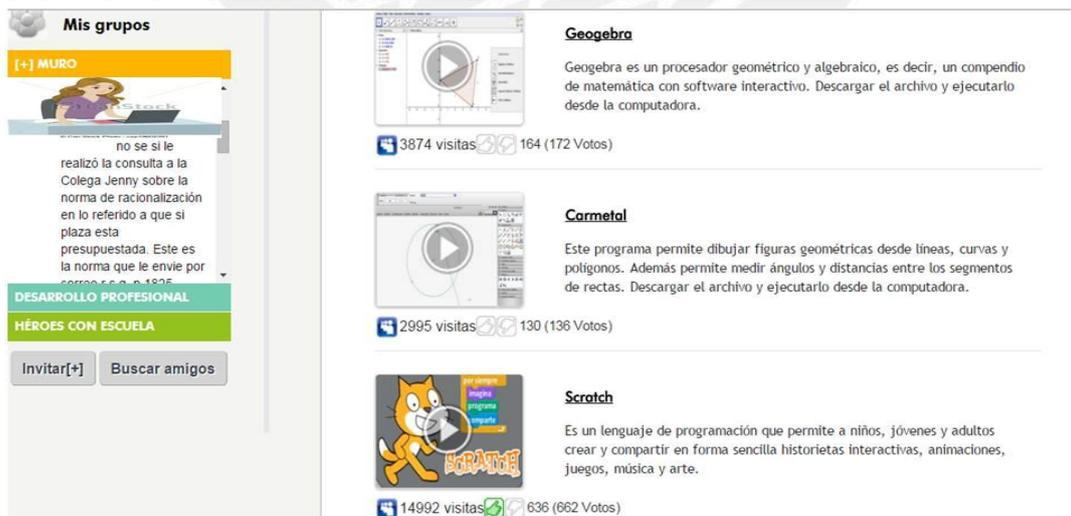 Mis grupos
[+] MURO
no se si le
realizó la consulta a la
Colega Jenny sobre la
norma de racionalización
en lo referido a que si
plaza esta
presupuestada. Este es
la norma que le envie por
DESARROLLO PROFESIONAL
HÉROES CON ESCUELA
Invitar[+] Buscar amigos
Geogebra
Geogebra es un procesador geométrico y algebraico, es decir, un compendio
de matemática con software interactivo. Descargar el archivo y ejecutarlo
desde la computadora.
3874 visitas 164 (172 Votos)
Carmetal
Este programa permite dibujar figuras geométricas desde líneas, curvas y
polígonos. Además permite medir ángulos y distancias entre los segmentos
de rectas. Descargar el archivo y ejecutarlo desde la computadora.
2995 visitas 130 (136 Votos)
por siempre
imagina
programa
comparte
SCRATCH
Scratch
Es un lenguaje de programación que permite a niños, jóvenes y adultos
crear y compartir en forma sencilla historietas interactivas, animaciones,
juegos, música y arte.
14992 visitas 636 (662 Votos)